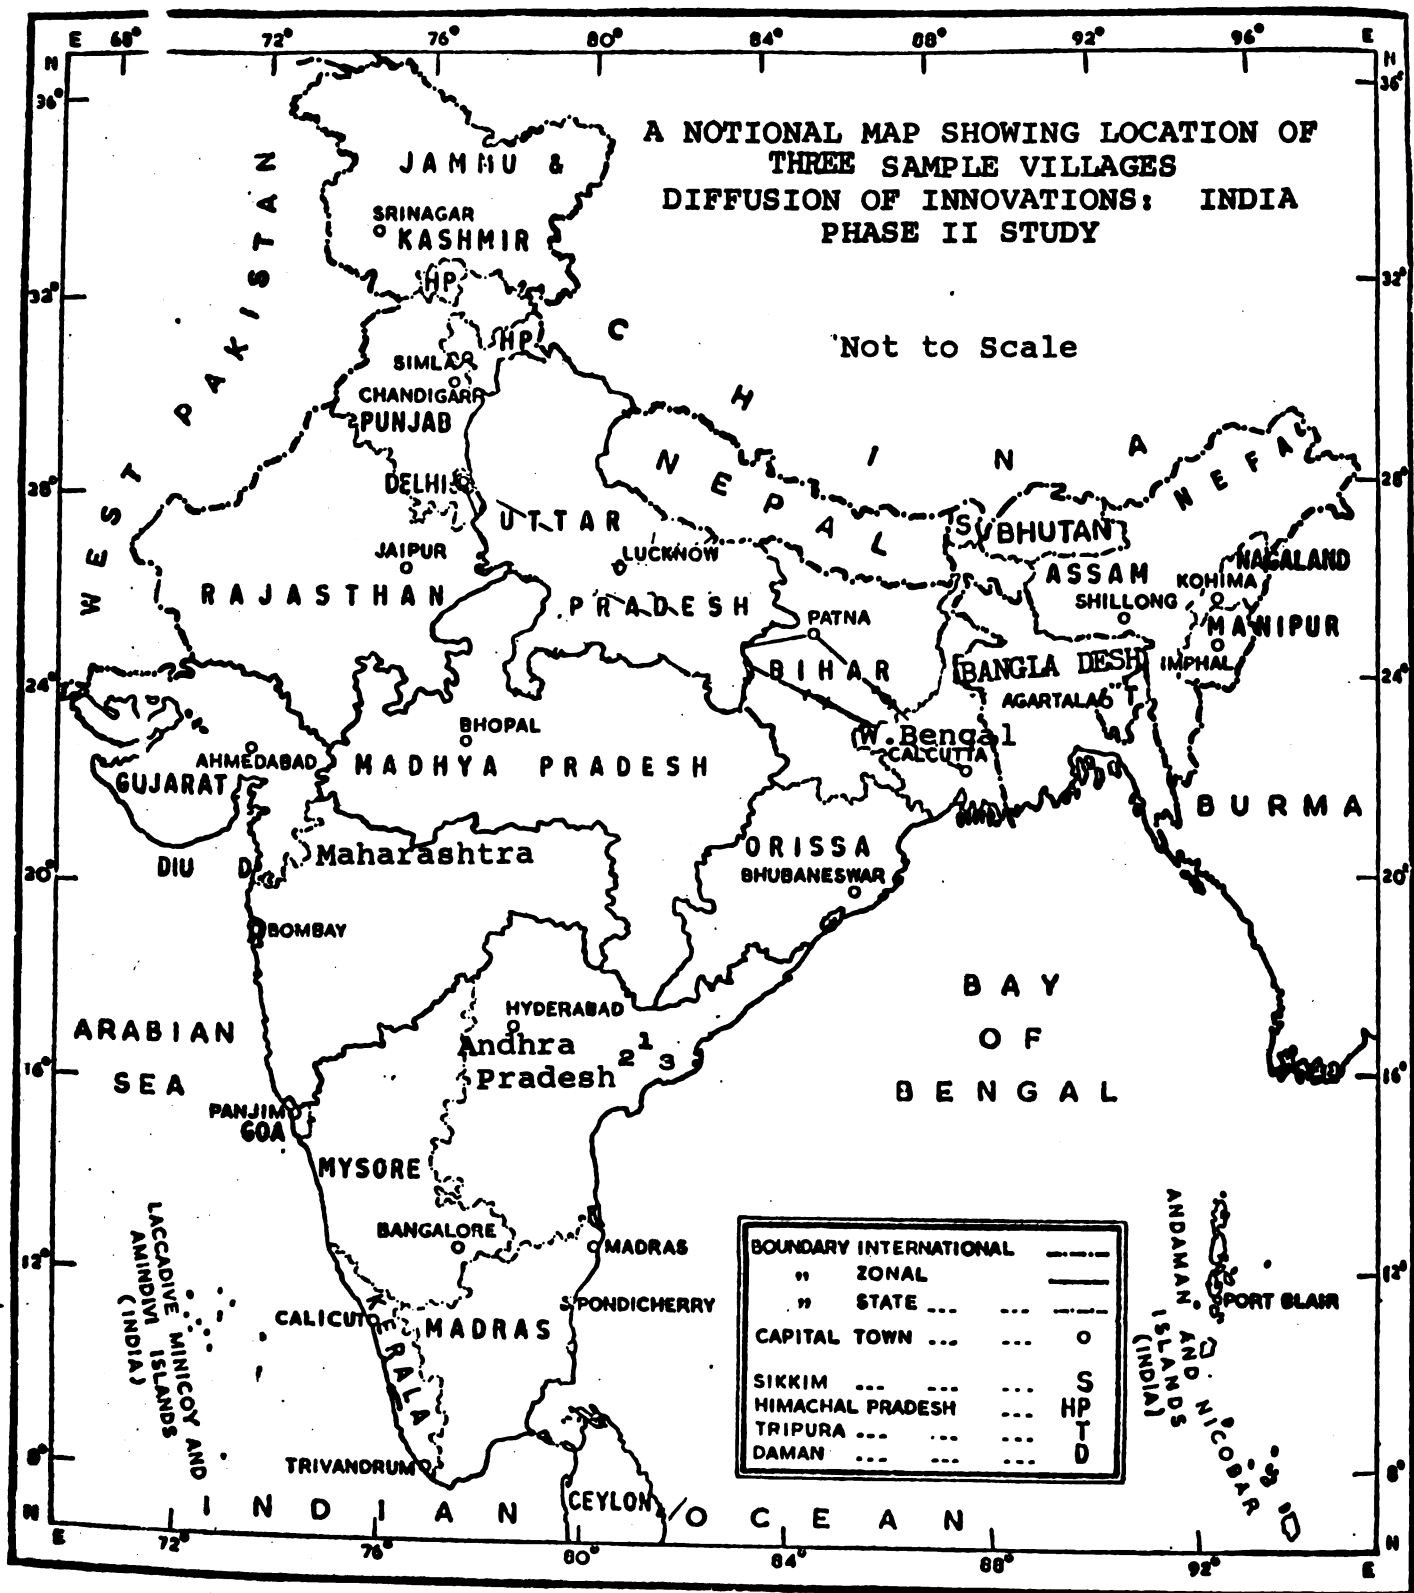 E 68° 72° 76° 80° 84° 88° 92° 96° E
N N
36° 36°
A NOTIONAL MAP SHOWING LOCATION OF
THREE SAMPLE VILLAGES
DIFFUSION OF INNOVATIONS: INDIA
PHASE II STUDY
Not to Scale
JAMMU &
SRINAGAR
KASHMIR
HP
32° 32°
HP
SIMLA
CHANDIGARH
PUNJAB
WEST PAKISTAN
CHINA
NEPAL
NEFA
28° 28°
DELHI
UTTAR
S BHUTAN
JAIPUR
LUCKNOW
NAGALAND
ASSAM
KOHIMA
RAJASTHAN
PRADESH
SHILLONG
PATNA
MANIPUR
BIHAR
BANGLA DESH
IMPHAL
24° 24°
AGARTALA T
BHOPAL
W.Bengal
CALCUTTA
AHMEDABAD
MADHYA PRADESH
GUJARAT
BURMA
DIU D
Maharashtra
ORISSA
BHUBANESWAR
20° 20°
BOMBAY
BAY
OF
BENGAL
HYDERABAD
ARABIAN
SEA
Andhra
Pradesh
1
2 3
16° 16°
PANJIM
GOA
MYSORE
BANGALORE
MADRAS
12° 12°
PONDICHERRY
CALICUT
KERALA
MADRAS
LACCADIVE MINICOY AND
AMINDIVI ISLANDS
(INDIA)
ANDAMAN AND NICOBAR
ISLANDS
(INDIA)
PORT BLAIR
BOUNDARY INTERNATIONAL
" ZONAL
" STATE ... ...
CAPITAL TOWN ... ... o
SIKKIM ... ... ... S
HIMACHAL PRADESH ... HP
TRIPURA ... ... ... T
DAMAN ... ... ... D
8° 8°
TRIVANDRUM
CEYLON
INDIAN OCEAN
N N
E 72° 76° 80° 84° 88° 92° E